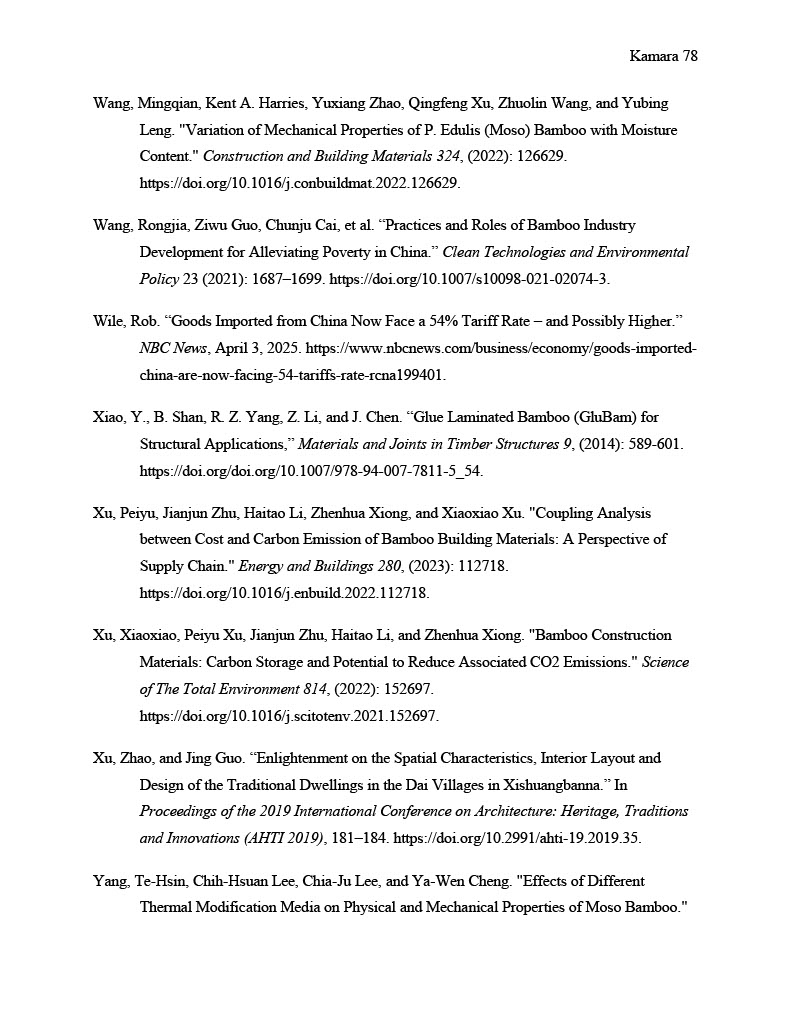 Kamara 78
Wang, Mingqian, Kent A. Harries, Yuxiang Zhao, Qingfeng Xu, Zhuolin Wang, and Yubing
Leng. "Variation of Mechanical Properties of P. Edulis (Moso) Bamboo with Moisture
Content." Construction and Building Materials 324, (2022): 126629.
https://doi.org/10.1016/j.conbuildmat.2022.126629.
Wang, Rongjia, Ziwu Guo, Chunju Cai, et al. “Practices and Roles of Bamboo Industry
Development for Alleviating Poverty in China.” Clean Technologies and Environmental
Policy 23 (2021): 1687–1699. https://doi.org/10.1007/s10098-021-02074-3.
Wile, Rob. “Goods Imported from China Now Face a 54% Tariff Rate – and Possibly Higher.”
NBC News, April 3, 2025. https://www.nbcnews.com/business/economy/goods-imported-
china-are-now-facing-54-tariffs-rate-rcna199401.
Xiao, Y., B. Shan, R. Z. Yang, Z. Li, and J. Chen. “Glue Laminated Bamboo (GluBam) for
Structural Applications,” Materials and Joints in Timber Structures 9, (2014): 589-601.
https://doi.org/doi.org/10.1007/978-94-007-7811-5_54.
Xu, Peiyu, Jianjun Zhu, Haitao Li, Zhenhua Xiong, and Xiaoxiao Xu. "Coupling Analysis
between Cost and Carbon Emission of Bamboo Building Materials: A Perspective of
Supply Chain." Energy and Buildings 280, (2023): 112718.
https://doi.org/10.1016/j.enbuild.2022.112718.
Xu, Xiaoxiao, Peiyu Xu, Jianjun Zhu, Haitao Li, and Zhenhua Xiong. "Bamboo Construction
Materials: Carbon Storage and Potential to Reduce Associated CO2 Emissions." Science
of The Total Environment 814, (2022): 152697.
https://doi.org/10.1016/j.scitotenv.2021.152697.
Xu, Zhao, and Jing Guo. “Enlightenment on the Spatial Characteristics, Interior Layout and
Design of the Traditional Dwellings in the Dai Villages in Xishuangbanna.” In
Proceedings of the 2019 International Conference on Architecture: Heritage, Traditions
and Innovations (AHTI 2019), 181–184. https://doi.org/10.2991/ahti-19.2019.35.
Yang, Te-Hsin, Chih-Hsuan Lee, Chia-Ju Lee, and Ya-Wen Cheng. "Effects of Different
Thermal Modification Media on Physical and Mechanical Properties of Moso Bamboo."